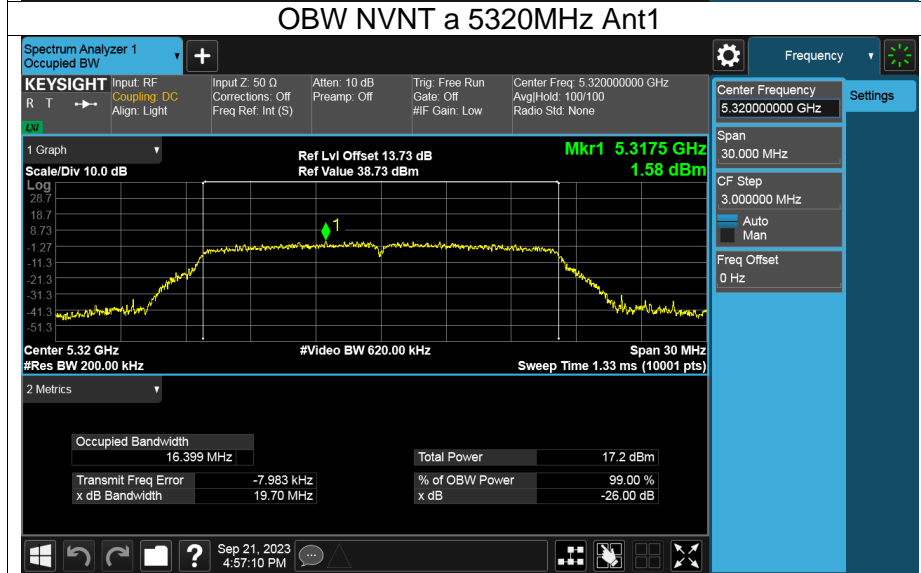 OBW NVNT a 5320MHz Ant1
Spectrum Analyzer 1
Occupied BW
+
Frequency
KEYSIGHT
R T
LXI
Input: RF
Coupling: DC
Align: Light
Input Z: 50 Ω
Corrections: Off
Freq Ref: Int (S)
Atten: 10 dB
Preamp: Off
Trig: Free Run
Gate: Off
#IF Gain: Low
Center Freq: 5.320000000 GHz
Avg|Hold: 100/100
Radio Std: None
Center Frequency
5.320000000 GHz
Settings
Span
30.000 MHz
CF Step
3.000000 MHz
Auto
Man
Freq Offset
0 Hz
1 Graph
Scale/Div 10.0 dB
Ref Lvl Offset 13.73 dB
Ref Value 38.73 dBm
Mkr1 5.3175 GHz
1.58 dBm
Log
28.7
18.7
8.73
-1.27
-11.3
-21.3
-31.3
-41.3
-51.3
1
Center 5.32 GHz
#Res BW 200.00 kHz
#Video BW 620.00 kHz
Span 30 MHz
Sweep Time 1.33 ms (10001 pts)
2 Metrics
Occupied Bandwidth
16.399 MHz
Total Power 17.2 dBm
Transmit Freq Error -7.983 kHz
% of OBW Power 99.00 %
x dB Bandwidth 19.70 MHz
x dB -26.00 dB
?
Sep 21, 2023
4:57:10 PM